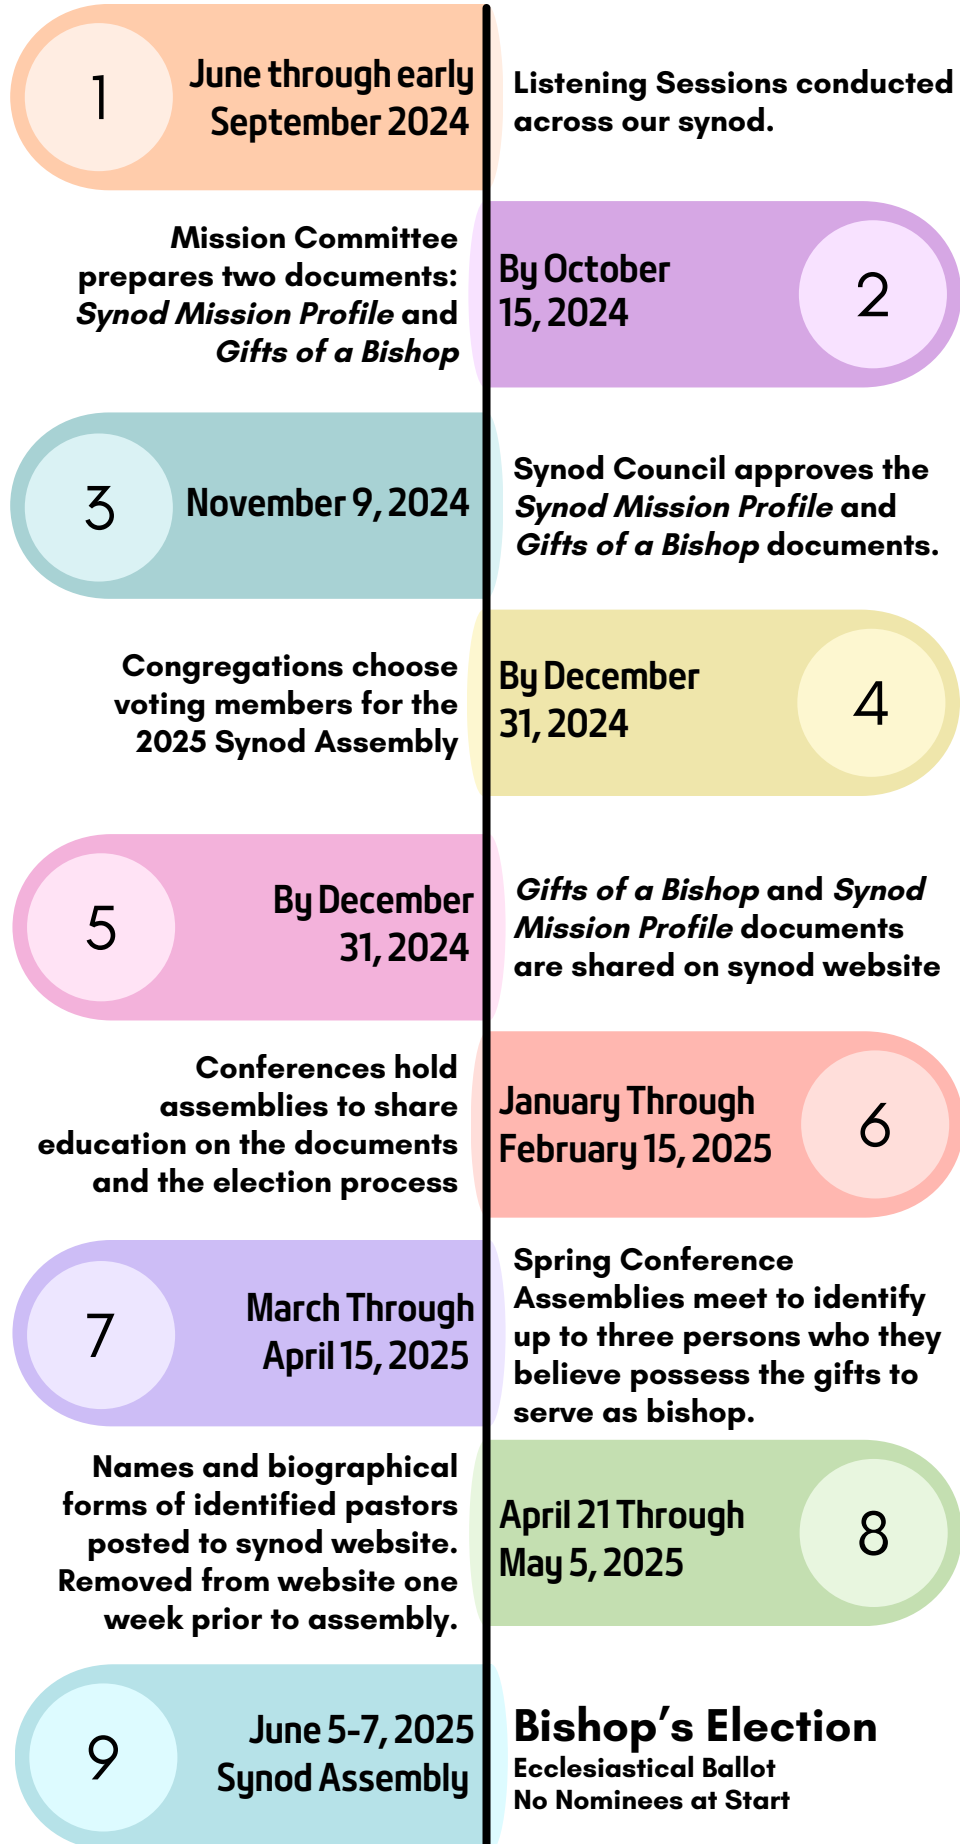 1
June through early
September 2024
Listening Sessions conducted
across our synod.
Mission Committee
prepares two documents:
Synod Mission Profile and
Gifts of a Bishop
By October
15, 2024
2
3
November 9, 2024
Synod Council approves the
Synod Mission Profile and
Gifts of a Bishop documents.
Congregations choose
voting members for the
2025 Synod Assembly
By December
31, 2024
4
5
By December
31, 2024
Gifts of a Bishop and Synod
Mission Profile documents
are shared on synod website
Conferences hold
assemblies to share
education on the documents
and the election process
January Through
February 15, 2025
6
7
March Through
April 15, 2025
Spring Conference
Assemblies meet to identify
up to three persons who they
believe possess the gifts to
serve as bishop.
Names and biographical
forms of identified pastors
posted to synod website.
Removed from website one
week prior to assembly.
April 21 Through
May 5, 2025
8
9
June 5-7, 2025
Synod Assembly
Bishop's Election
Ecclesiastical Ballot
No Nominees at Start